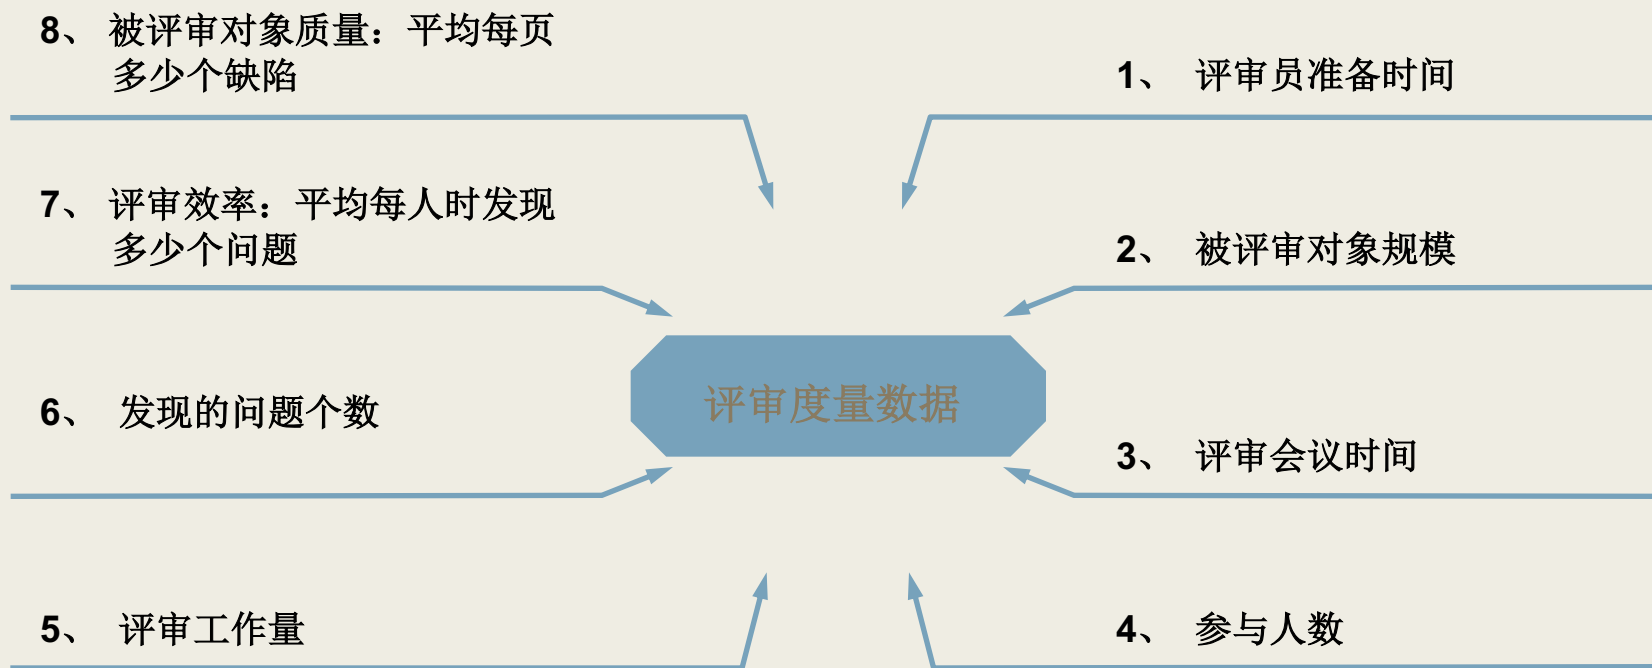 8、 被评审对象质量：平均每页
多少个缺陷
1、 评审员准备时间
7、 评审效率：平均每人时发现
多少个问题
2、 被评审对象规模
评审度量数据
6、 发现的问题个数
3、 评审会议时间
5、 评审工作量
4、 参与人数